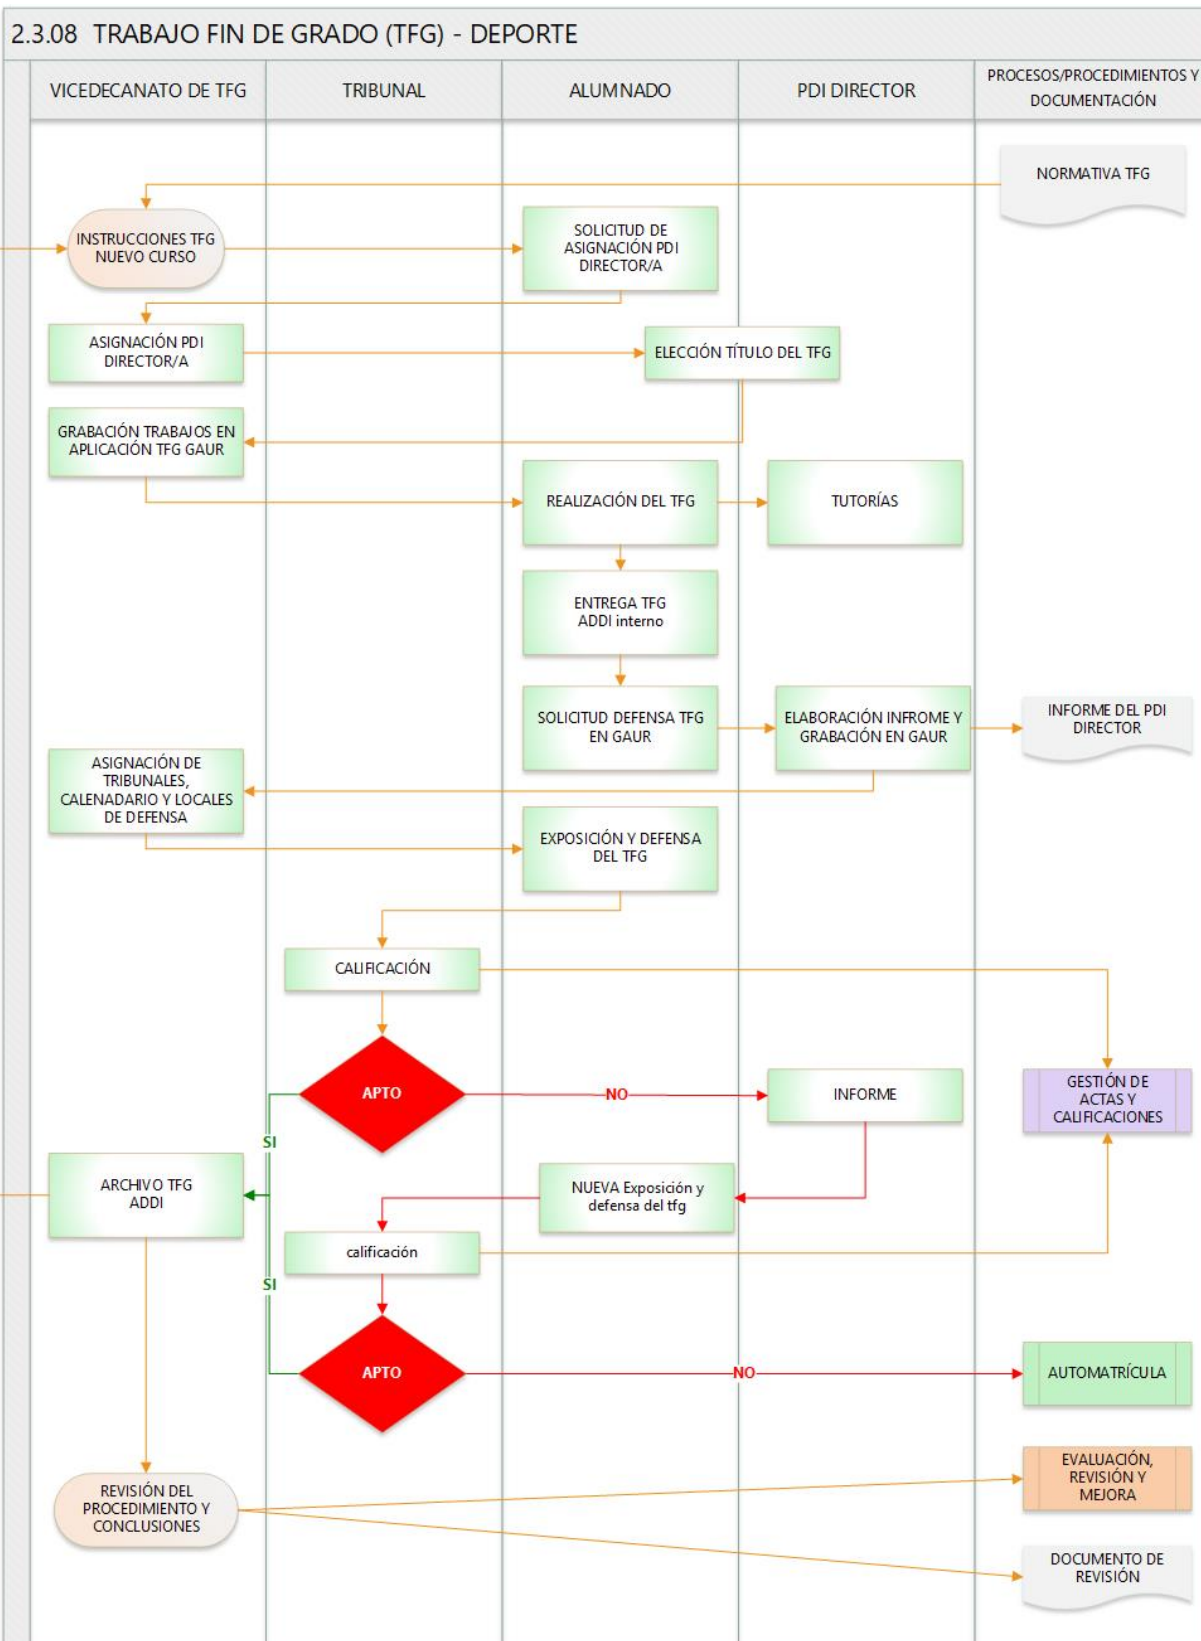 2.3.08 TRABAJO FIN DE GRADO (TFG) - DEPORTE
VICEDECANATO DE TFG
TRIBUNAL
ALUMNADO
PDI DIRECTOR
PROCESOS/PROCEDIMIENTOS Y
DOCUMENTACIÓN
NORMATIVA TFG
INSTRUCCIONES TFG
NUEVO CURSO
SOLICITUD DE
ASIGNACIÓN PDI
DIRECTOR/A
ASIGNACIÓN PDI
DIRECTOR/A
ELECCIÓN TÍTULO DEL TFG
GRABACIÓN TRABAJOS EN
APLICACIÓN TFG GAUR
REALIZACIÓN DEL TFG
TUTORÍAS
ENTREGA TFG
ADDI interno
SOLICITUD DEFENSA TFG
EN GAUR
ELABORACIÓN INFROME Y
GRABACIÓN EN GAUR
INFORME DEL PDI
DIRECTOR
ASIGNACIÓN DE
TRIBUNALES,
CALENADARIO Y LOCALES
DE DEFENSA
EXPOSICIÓN Y DEFENSA
DEL TFG
CALIFICACIÓN
APTO
NO
INFORME
GESTIÓN DE
ACTAS Y
CALIFICACIONES
SI
ARCHIVO TFG
ADDI
NUEVA Exposición y
defensa del tfg
calificación
SI
APTO
NO
AUTOMATRÍCULA
REVISIÓN DEL
PROCEDIMIENTO Y
CONCLUSIONES
EVALUACIÓN,
REVISIÓN Y
MEJORA
DOCUMENTO DE
REVISIÓN